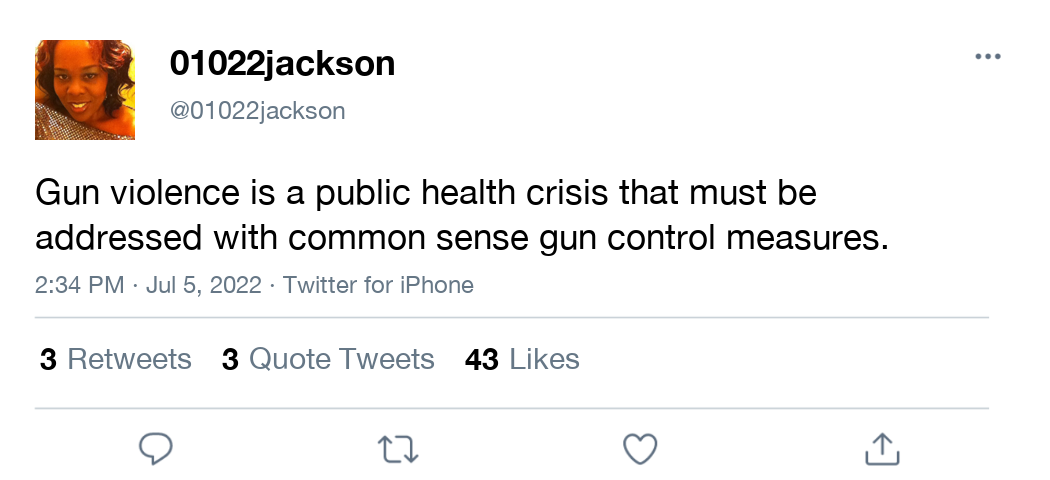 01022jackson
@01022jackson
Gun violence is a public health crisis that must be
addressed with common sense gun control measures.
2:34 PM · Jul 5, 2022 · Twitter for iPhone
3 Retweets 3 Quote Tweets 43 Likes